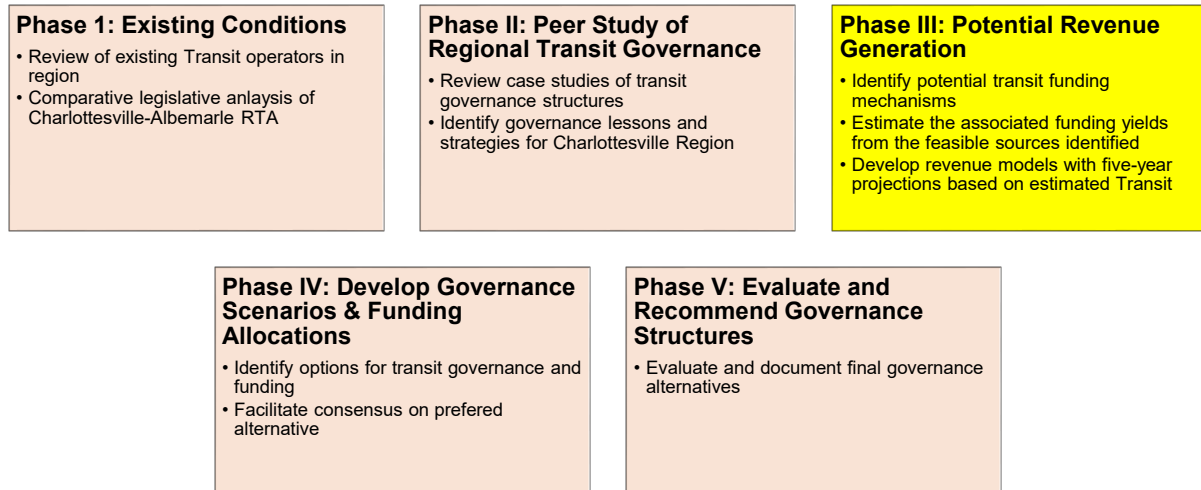 Phase 1: Existing Conditions
• Review of existing Transit operators in
region
• Comparative legislative anlaysis of
Charlottesville-Albemarle RTA
Phase II: Peer Study of
Regional Transit Governance
• Review case studies of transit
governance structures
• Identify governance lessons and
strategies for Charlottesville Region
Phase III: Potential Revenue
Generation
• Identify potential transit funding
mechanisms
• Estimate the associated funding yields
from the feasible sources identified
• Develop revenue models with five-year
projections based on estimated Transit
Phase IV: Develop Governance
Scenarios & Funding
Allocations
• Identify options for transit governance and
funding
• Facilitate consensus on prefered
alternative
Phase V: Evaluate and
Recommend Governance
Structures
• Evaluate and document final governance
alternatives